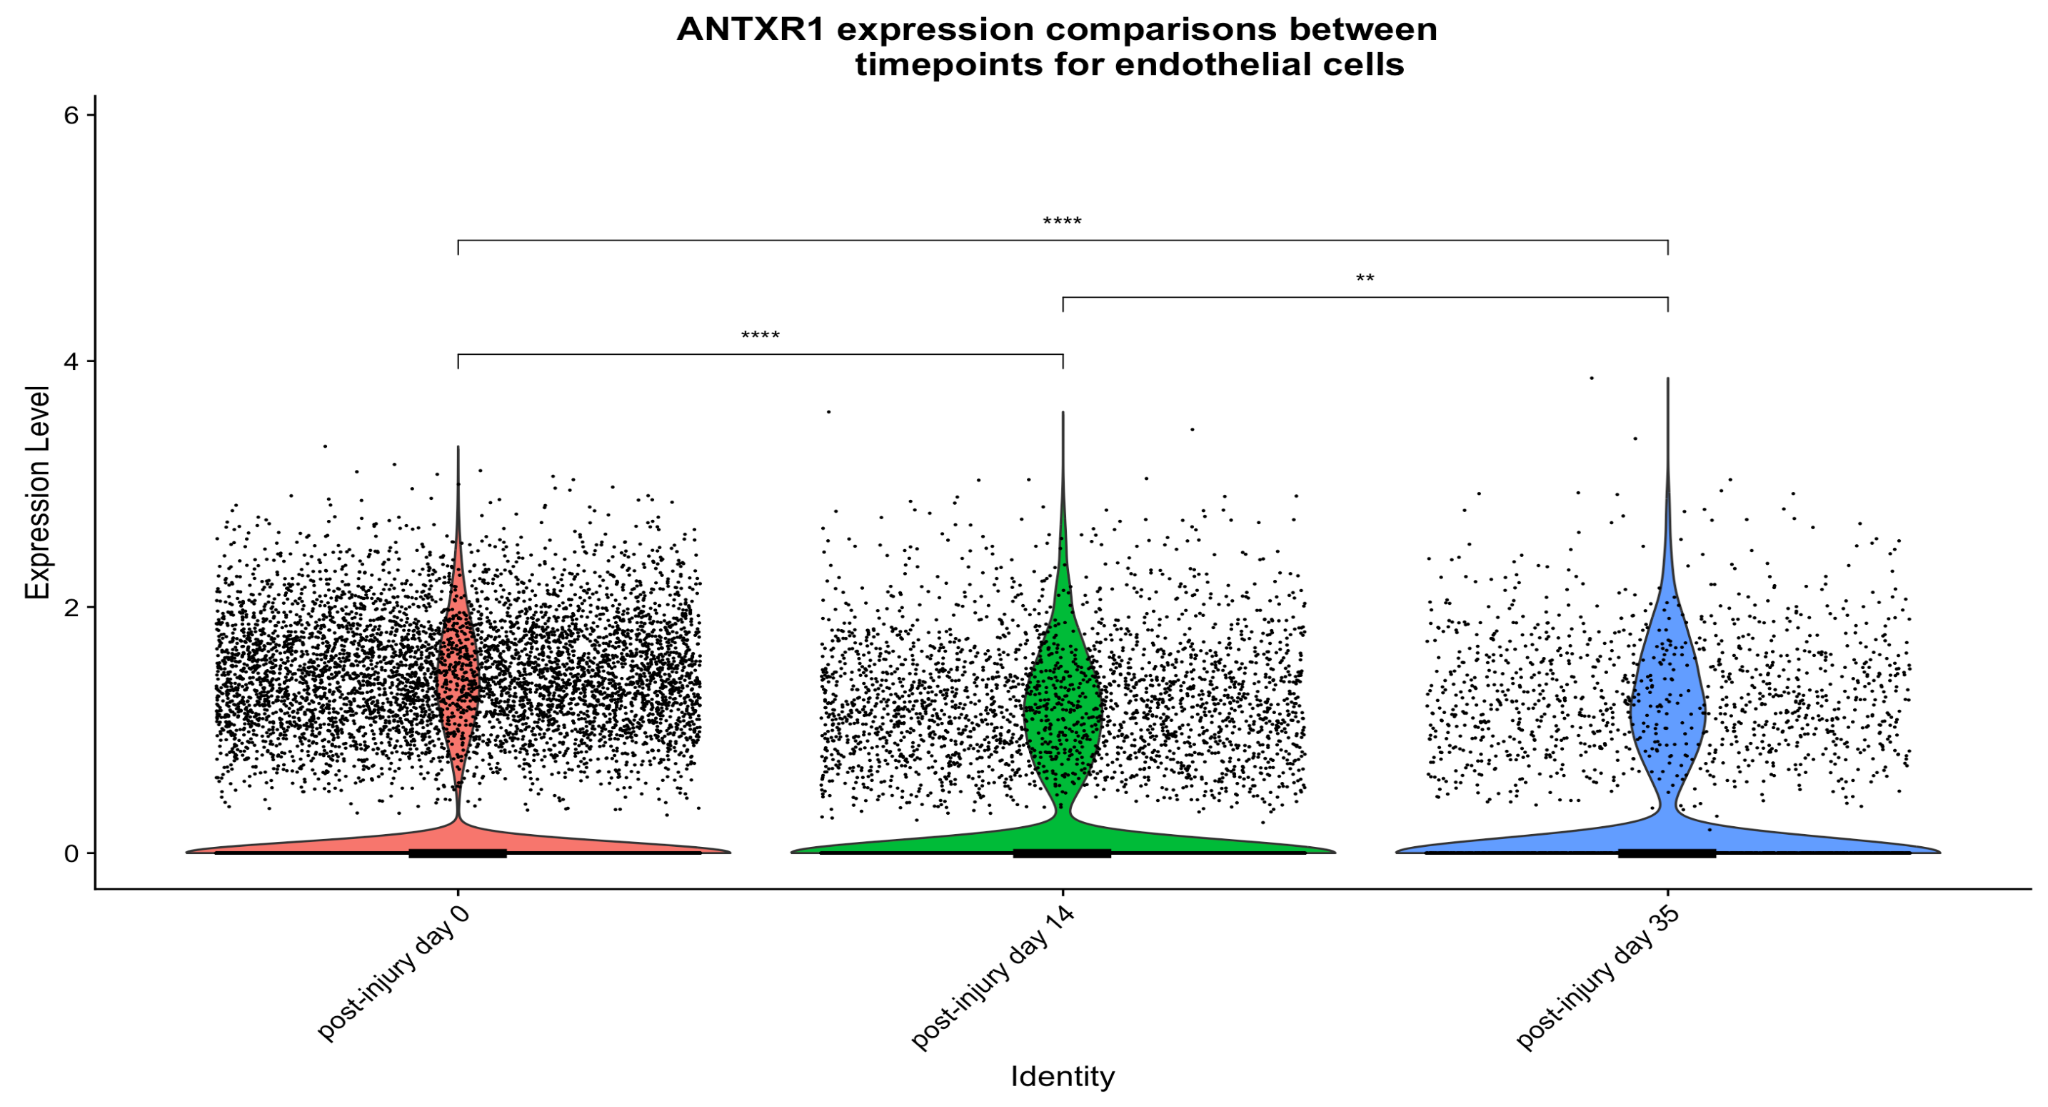 ANTXR1 expression comparisons between
timepoints for endothelial cells
Expression Level
6
4
2
0
****
**
****
post-injury day 0
post-injury day 14
post-injury day 35
Identity